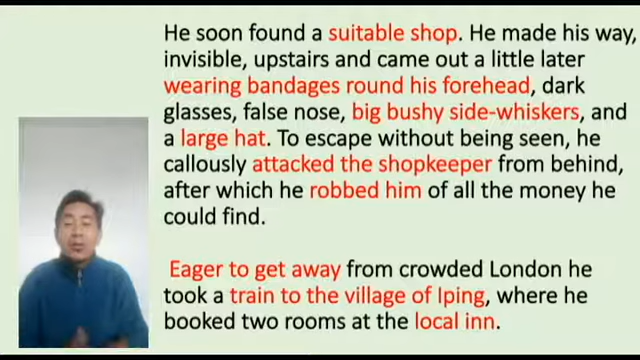 He soon found a suitable shop. He made his way,
invisible, upstairs and came out a little later
wearing bandages round his forehead, dark
glasses, false nose, big bushy side-whiskers, and
a large hat. To escape without being seen, he
callously attacked the shopkeeper from behind,
after which he robbed him of all the money he
could find.
Eager to get away from crowded London he
took a train to the village of Iping, where he
booked two rooms at the local inn.